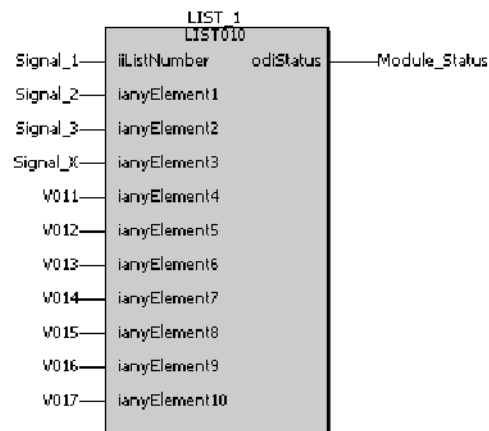 LIST_1
LIST010
Signal_1 iiListNumber odiStatus Module_Status
Signal_2 ianyElement1
Signal_3 ianyElement2
Signal_X ianyElement3
V011 ianyElement4
V012 ianyElement5
V013 ianyElement6
V014 ianyElement7
V015 ianyElement8
V016 ianyElement9
V017 ianyElement10